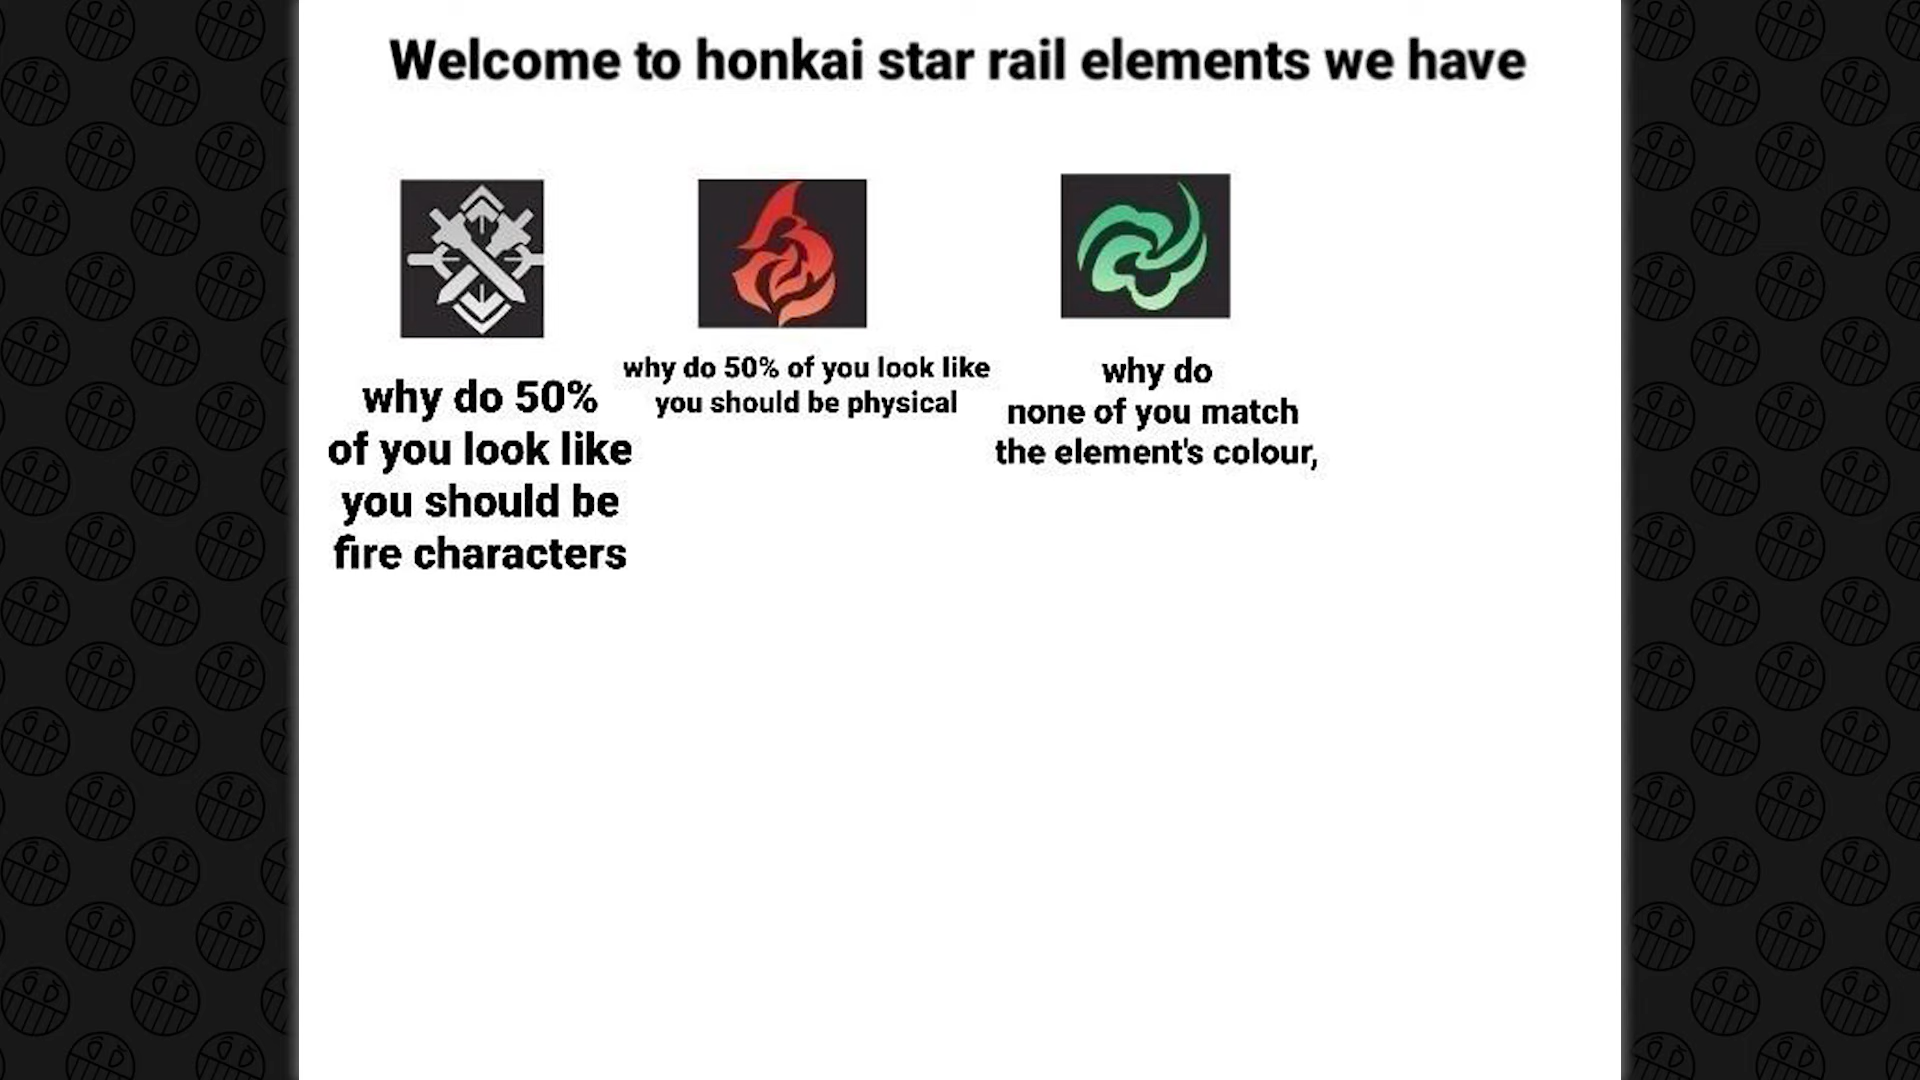 Welcome to honkai star rail elements we have
why do 50%
of you look like
you should be
fire characters
why do 50% of you look like
you should be physical
why do
none of you match
the element's colour,